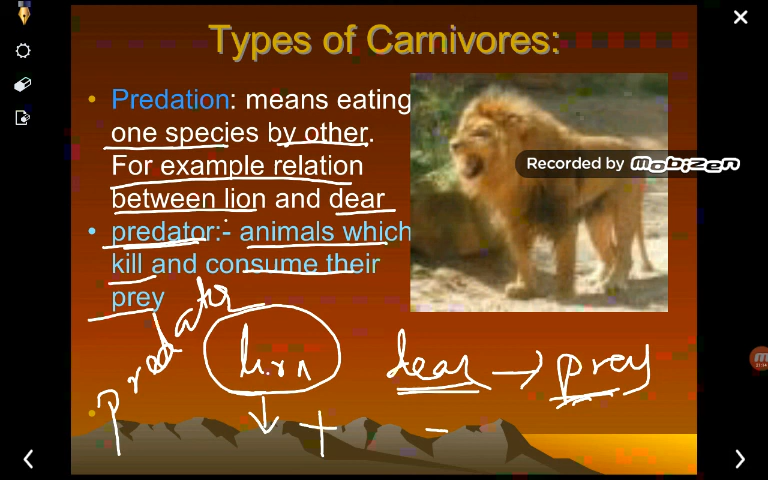 Types of Carnivores:
• Predation: means eating
one species by other.
For example relation
between lion and dear
• predator:- animals which
kill and consume their
prey
Recorded by mobizen
predator
lion
dear → prey
+ -